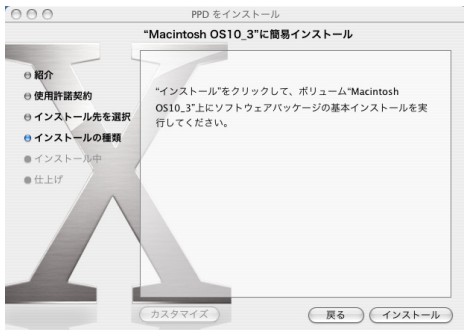 PPD をインストール
“Macintosh OS10_3”に簡易インストール
紹介
使用許諾契約
インストール先を選択
インストールの種類
インストール中
仕上げ
“インストール”をクリックして、ボリューム“Macintosh
OS10_3”上にソフトウェアパッケージの基本インストールを実
行してください。
カスタマイズ
戻る
インストール